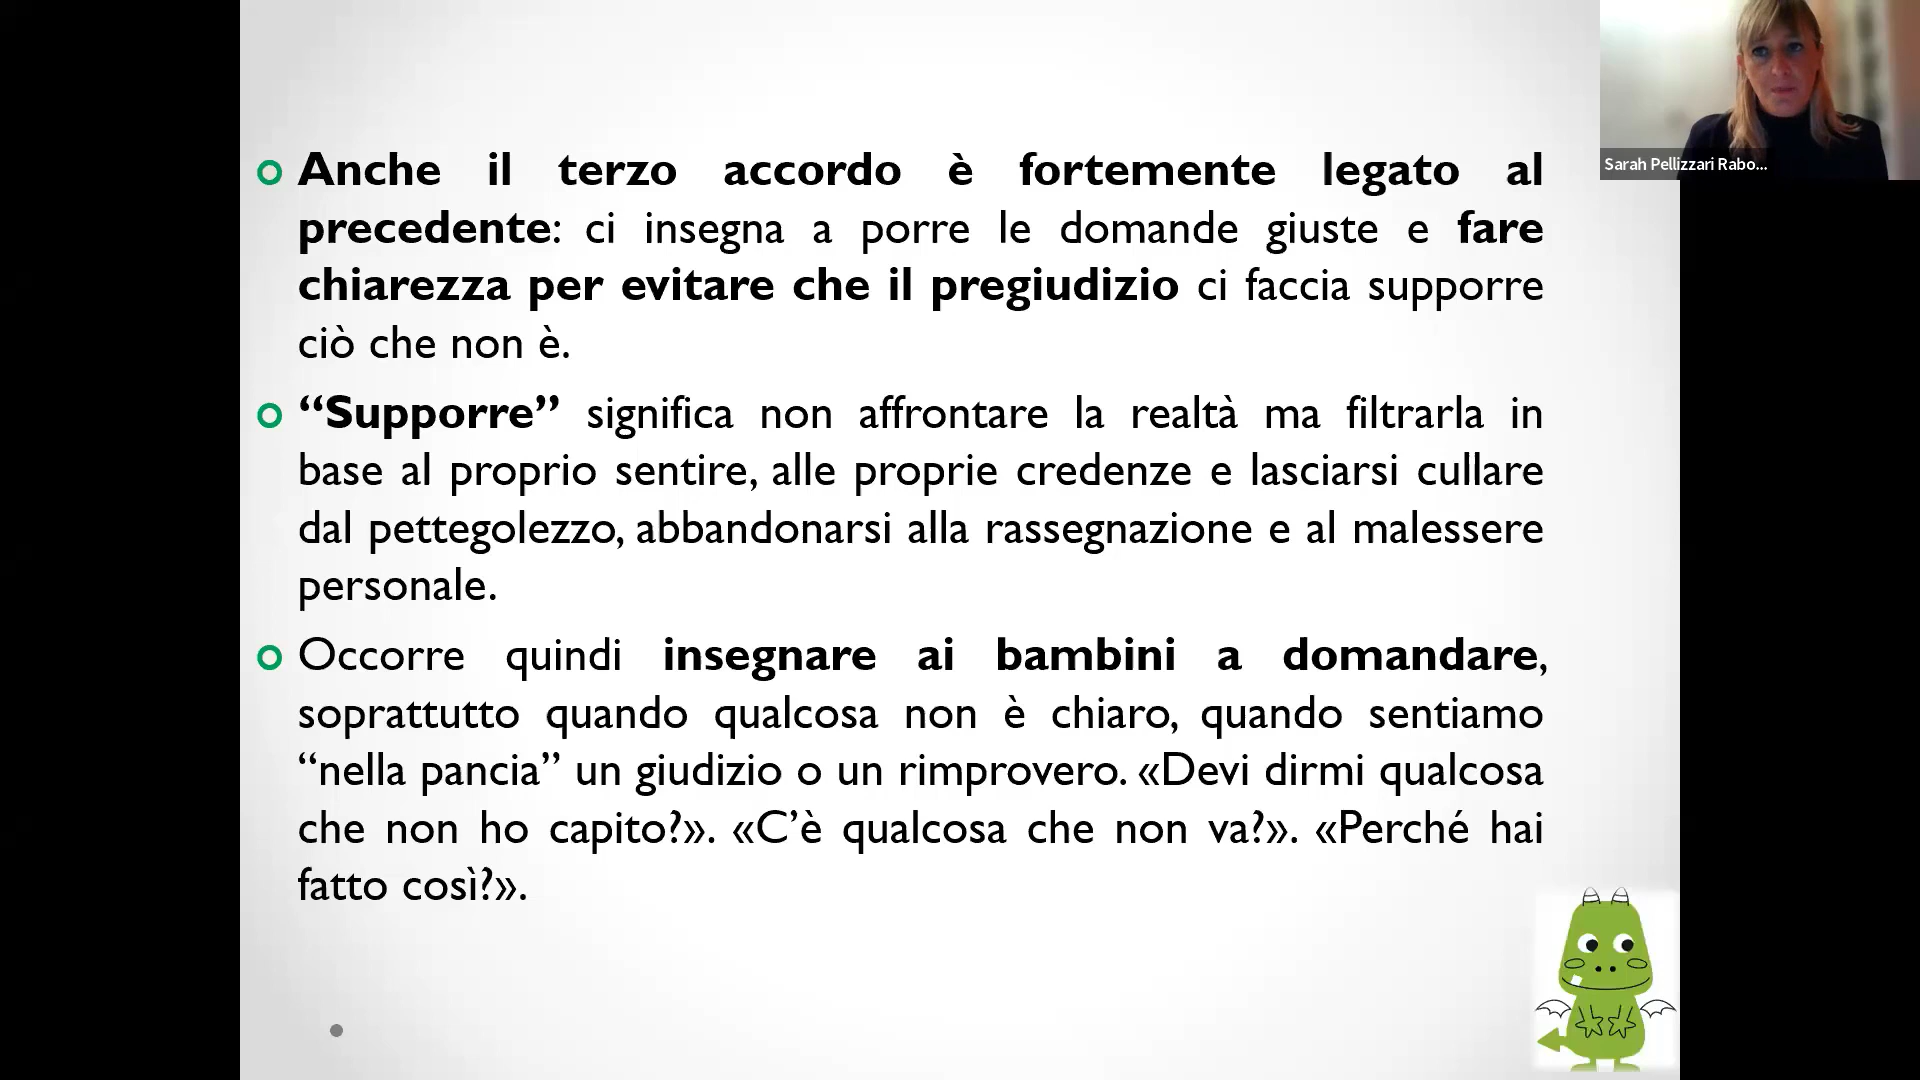 Anche il terzo accordo è fortemente legato al
precedente: ci insegna a porre le domande giuste e fare
chiarezza per evitare che il pregiudizio ci faccia supporre
ciò che non è.
“Supporre” significa non affrontare la realtà ma filtrarla in
base al proprio sentire, alle proprie credenze e lasciarsi cullare
dal pettegolezzo, abbandonarsi alla rassegnazione e al malessere
personale.
Occorre quindi insegnare ai bambini a domandare,
soprattutto quando qualcosa non è chiaro, quando sentiamo
“nella pancia” un giudizio o un rimprovero. «Devi dirmi qualcosa
che non ho capito?». «C’è qualcosa che non va?». «Perché hai
fatto così?».
Sarah Pellizzari Rabo...